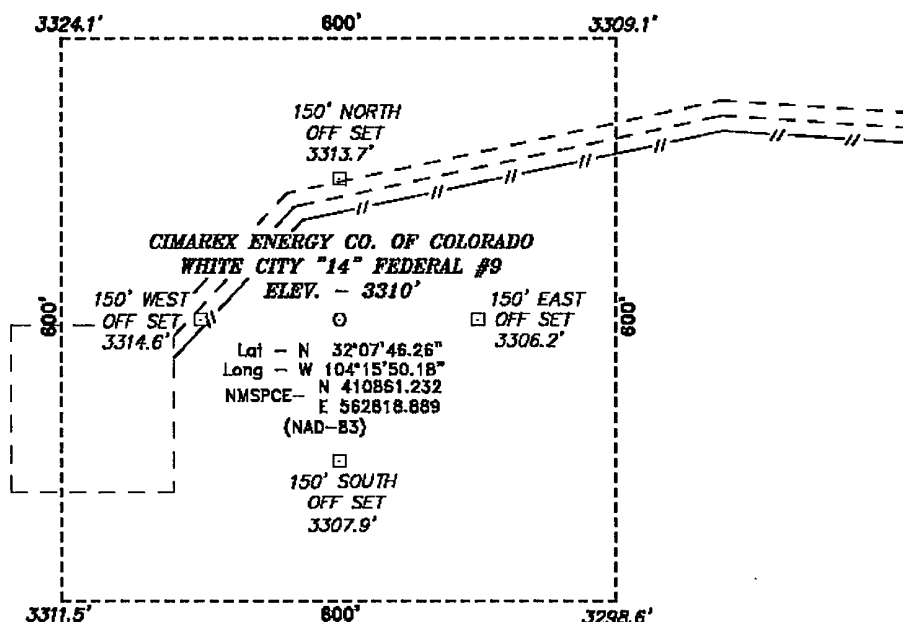 3324.1' 600' 3309.1'
150' NORTH
OFF SET
3313.7'
CIMAREX ENERGY CO. OF COLORADO
WHITE CITY "14" FEDERAL #9
ELEV. - 3310'
600'
150' WEST
OFF SET
3314.6'
150' EAST
OFF SET
3306.2'
600'
Lat - N 32°07'46.26"
Long - W 104°15'50.18"
NMSPCE- N 410861.232
E 562818.889
(NAD-83)
150' SOUTH
OFF SET
3307.9'
3311.5' 600' 3298.6'